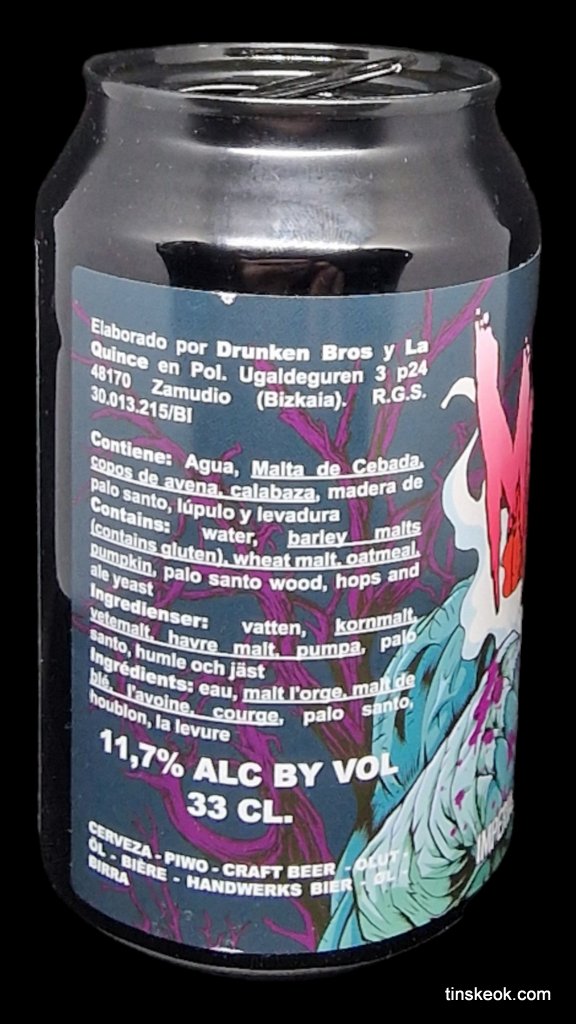 Elaborado por Drunken Bros y La
Quince en Pol. Ugaldeguren 3 p24
48170 Zamudio (Bizkaia). R.G.S.
30.013.215/BI
Contiene: Agua, Malta de Cebada,
copos de avena, calabaza, madera de
palo santo, lúpulo y levadura
Contains: water, barley malts
(contains gluten), wheat malt, oatmeal,
pumpkin, palo santo wood, hops and
ale yeast
Ingredienser: vatten, kornmalt,
vetemalt, havre malt, pumpa, palo
santo, humle och jäst
Ingrédients: eau, malt l'orge, malt de
blé, l'avoine, courge, palo santo,
houblon, la levure
11,7% ALC BY VOL
33 CL.
CERVEZA - PIWO - CRAFT BEER - OLUT -
ÖL - BIÈRE - HANDWERKS BIER - ØL -
BIRRA
tinskeok.com